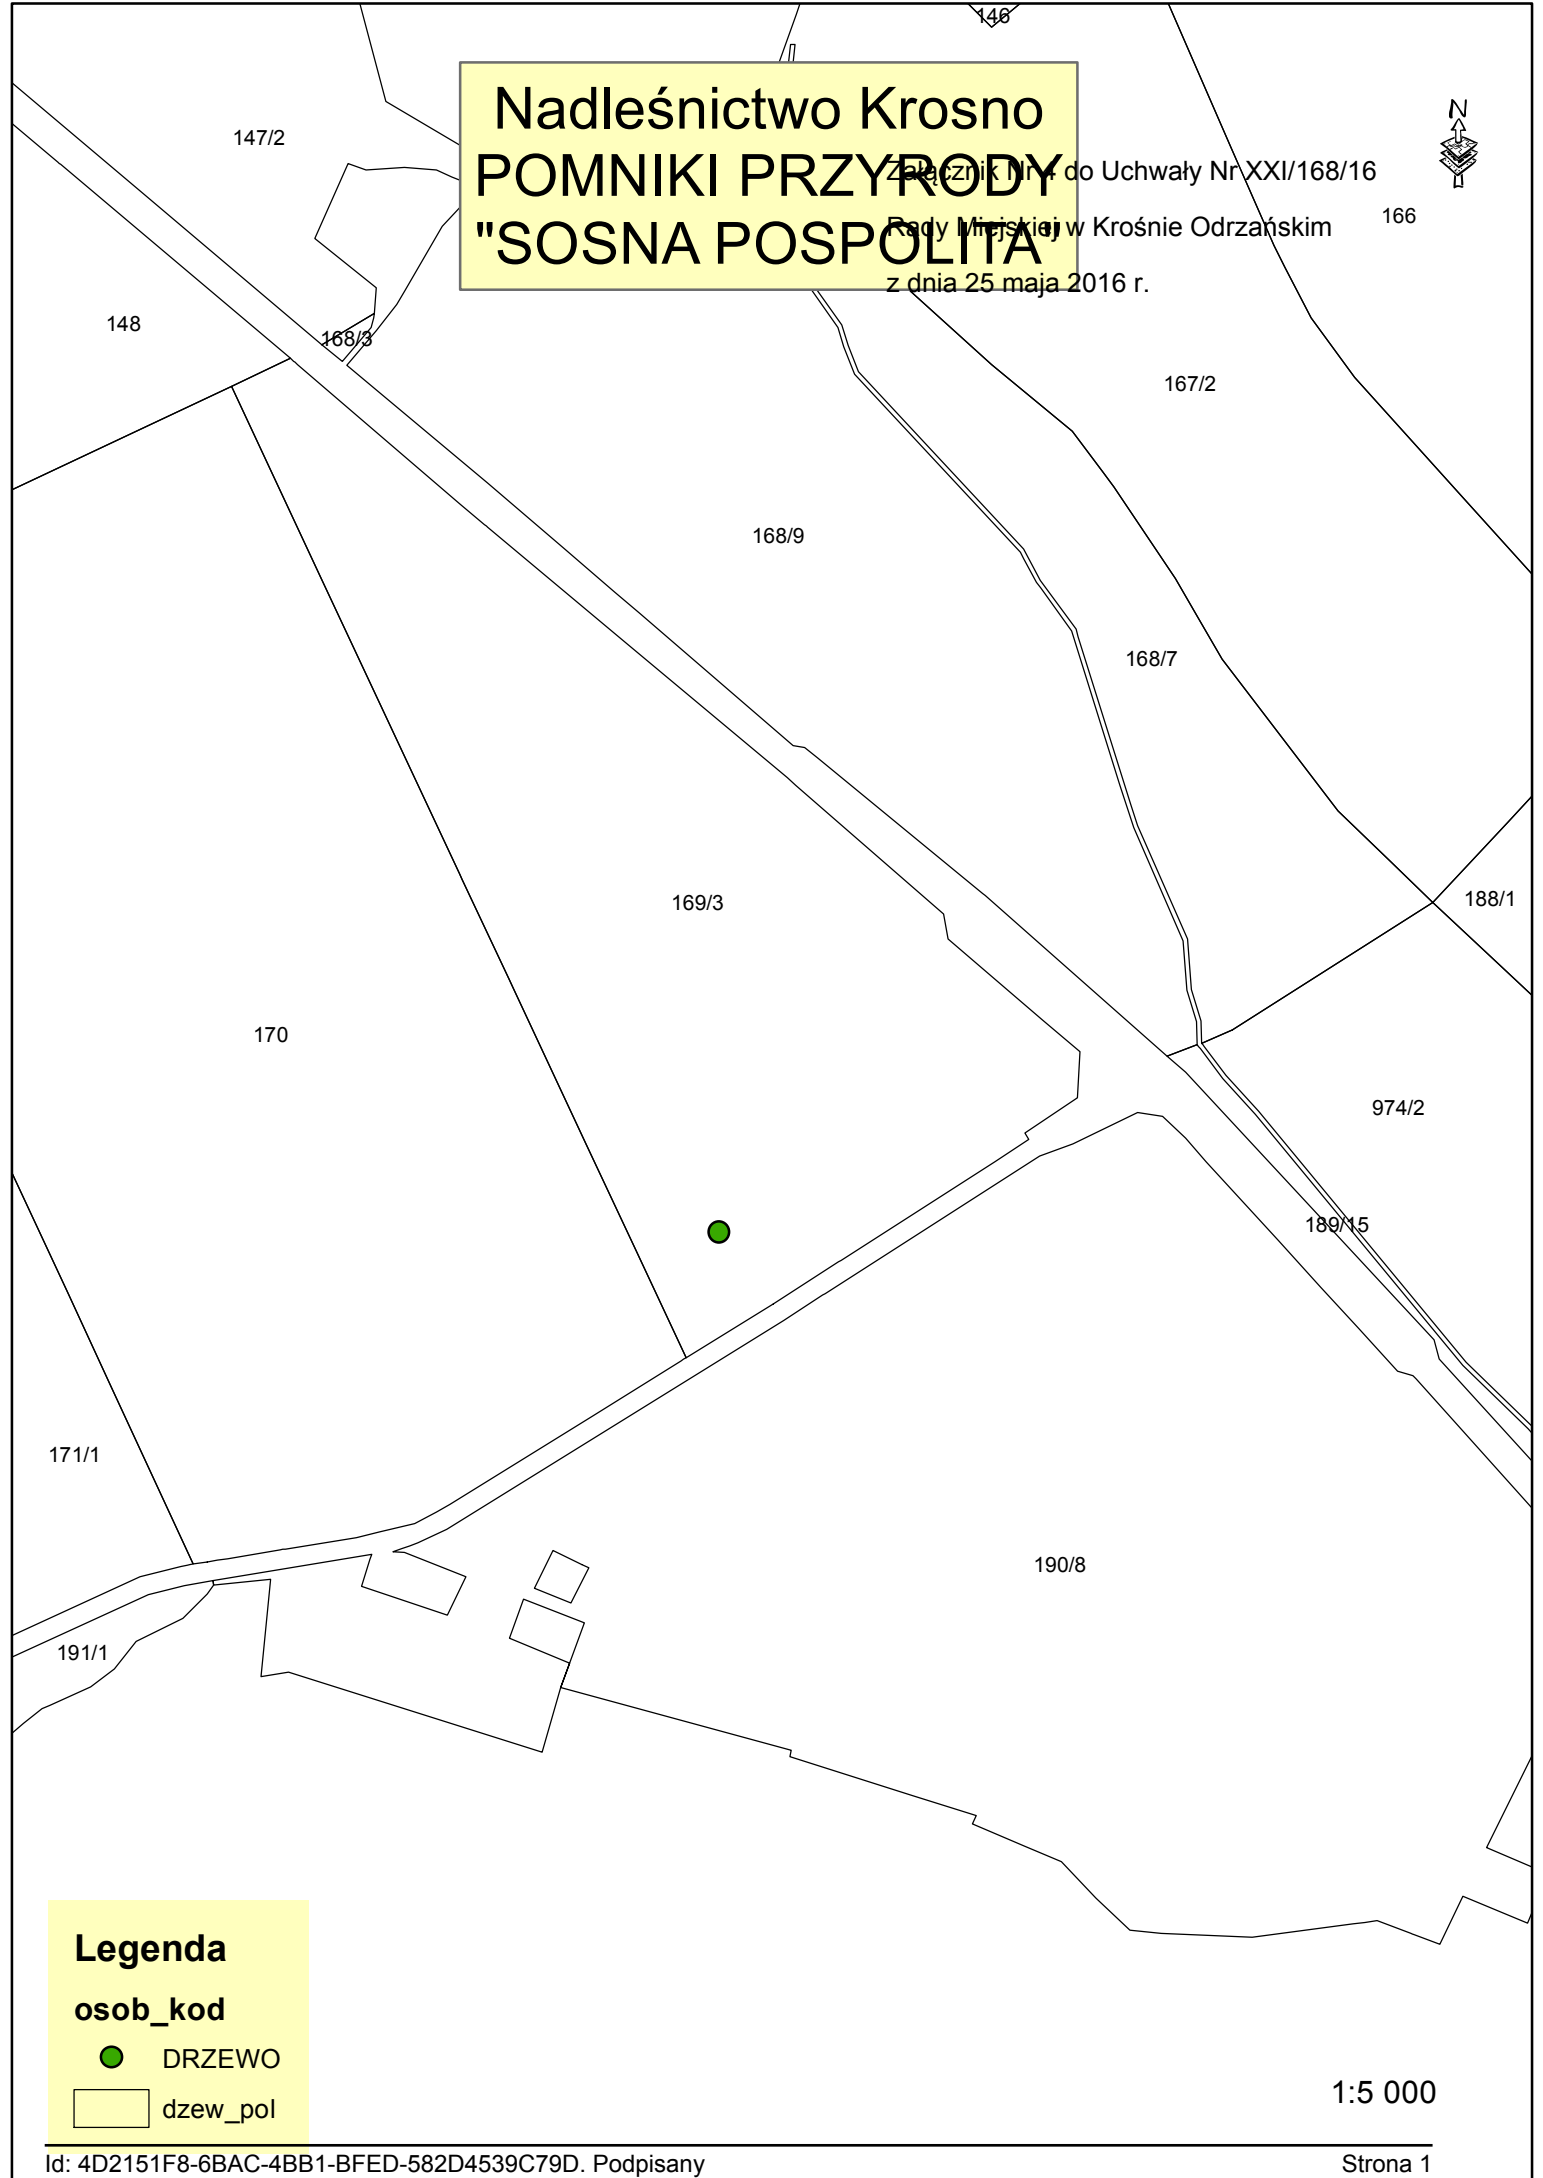 146
Nadleśnictwo Krosno
POMNIKI PRZYRODY
"SOSNA POSPOLITA"
Załącznik Nr 4 do Uchwały Nr XXI/168/16
Rady Miejskiej w Krośnie Odrzańskim
z dnia 25 maja 2016 r.
N
147/2
166
148
168/3
167/2
168/9
168/7
169/3
188/1
170
974/2
189/15
171/1
190/8
191/1
Legenda
osob_kod
DRZEWO
dzew_pol
1:5 000
Id: 4D2151F8-6BAC-4BB1-BFED-582D4539C79D. Podpisany
Strona 1